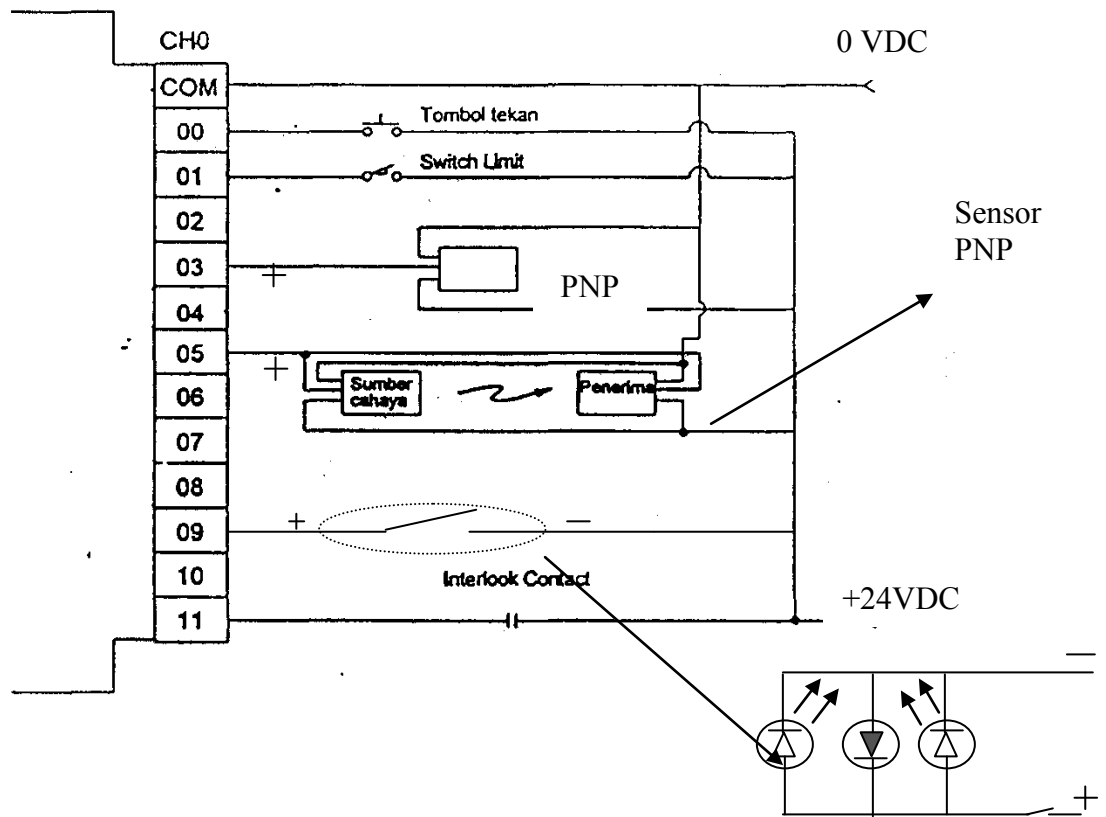 CH0
0 VDC
COM
00
Tombol tekan
01
Switch Limit
02
Sensor
PNP
03
+
PNP
04
05
+
06
Sumber
cahaya
Penerima
07
08
09
+
−
10
Interlook Contact
11
+24VDC
−
+